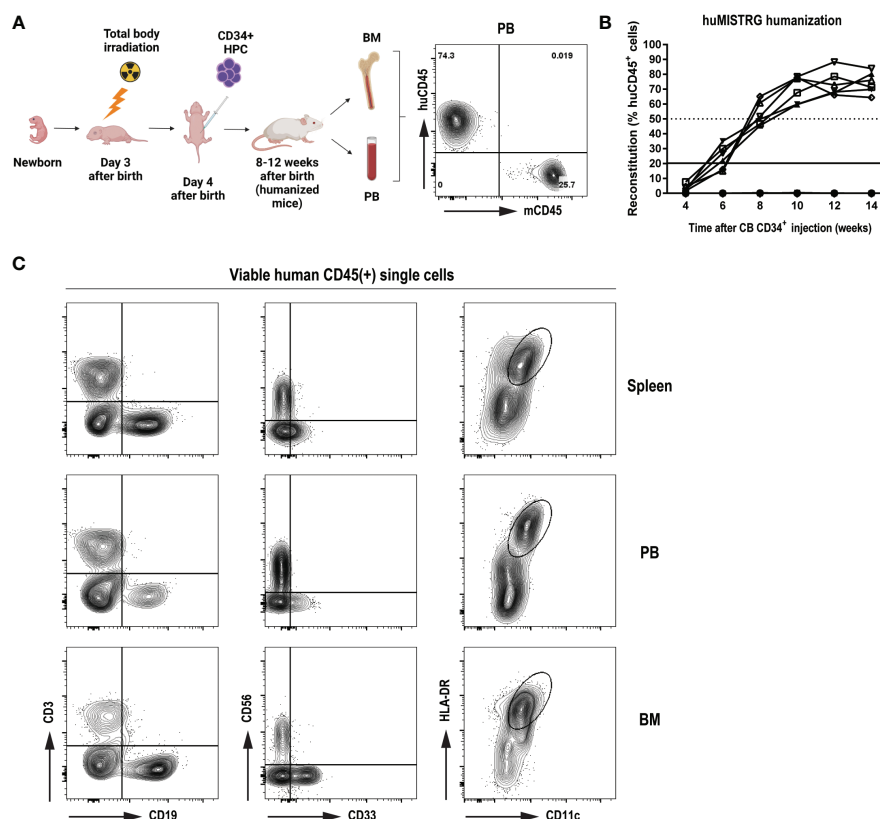 A
Total body
irradiation
CD34+
HPC
BM
Newborn
Day 3
after birth
Day 4
after birth
8-12 weeks
after birth
(humanized
mice)
PB
PB
huCD45
74.3
0.019
0
25.7
mCD45
B
huMISTRG humanization
Reconstitution (% huCD45+ cells)
100
90
80
70
60
50
40
30
20
10
0
4 6 8 10 12 14
Time after CB CD34+ injection (weeks)
C
Viable human CD45(+) single cells
Spleen
PB
BM
CD3
CD19
CD56
CD33
HLA-DR
CD11c